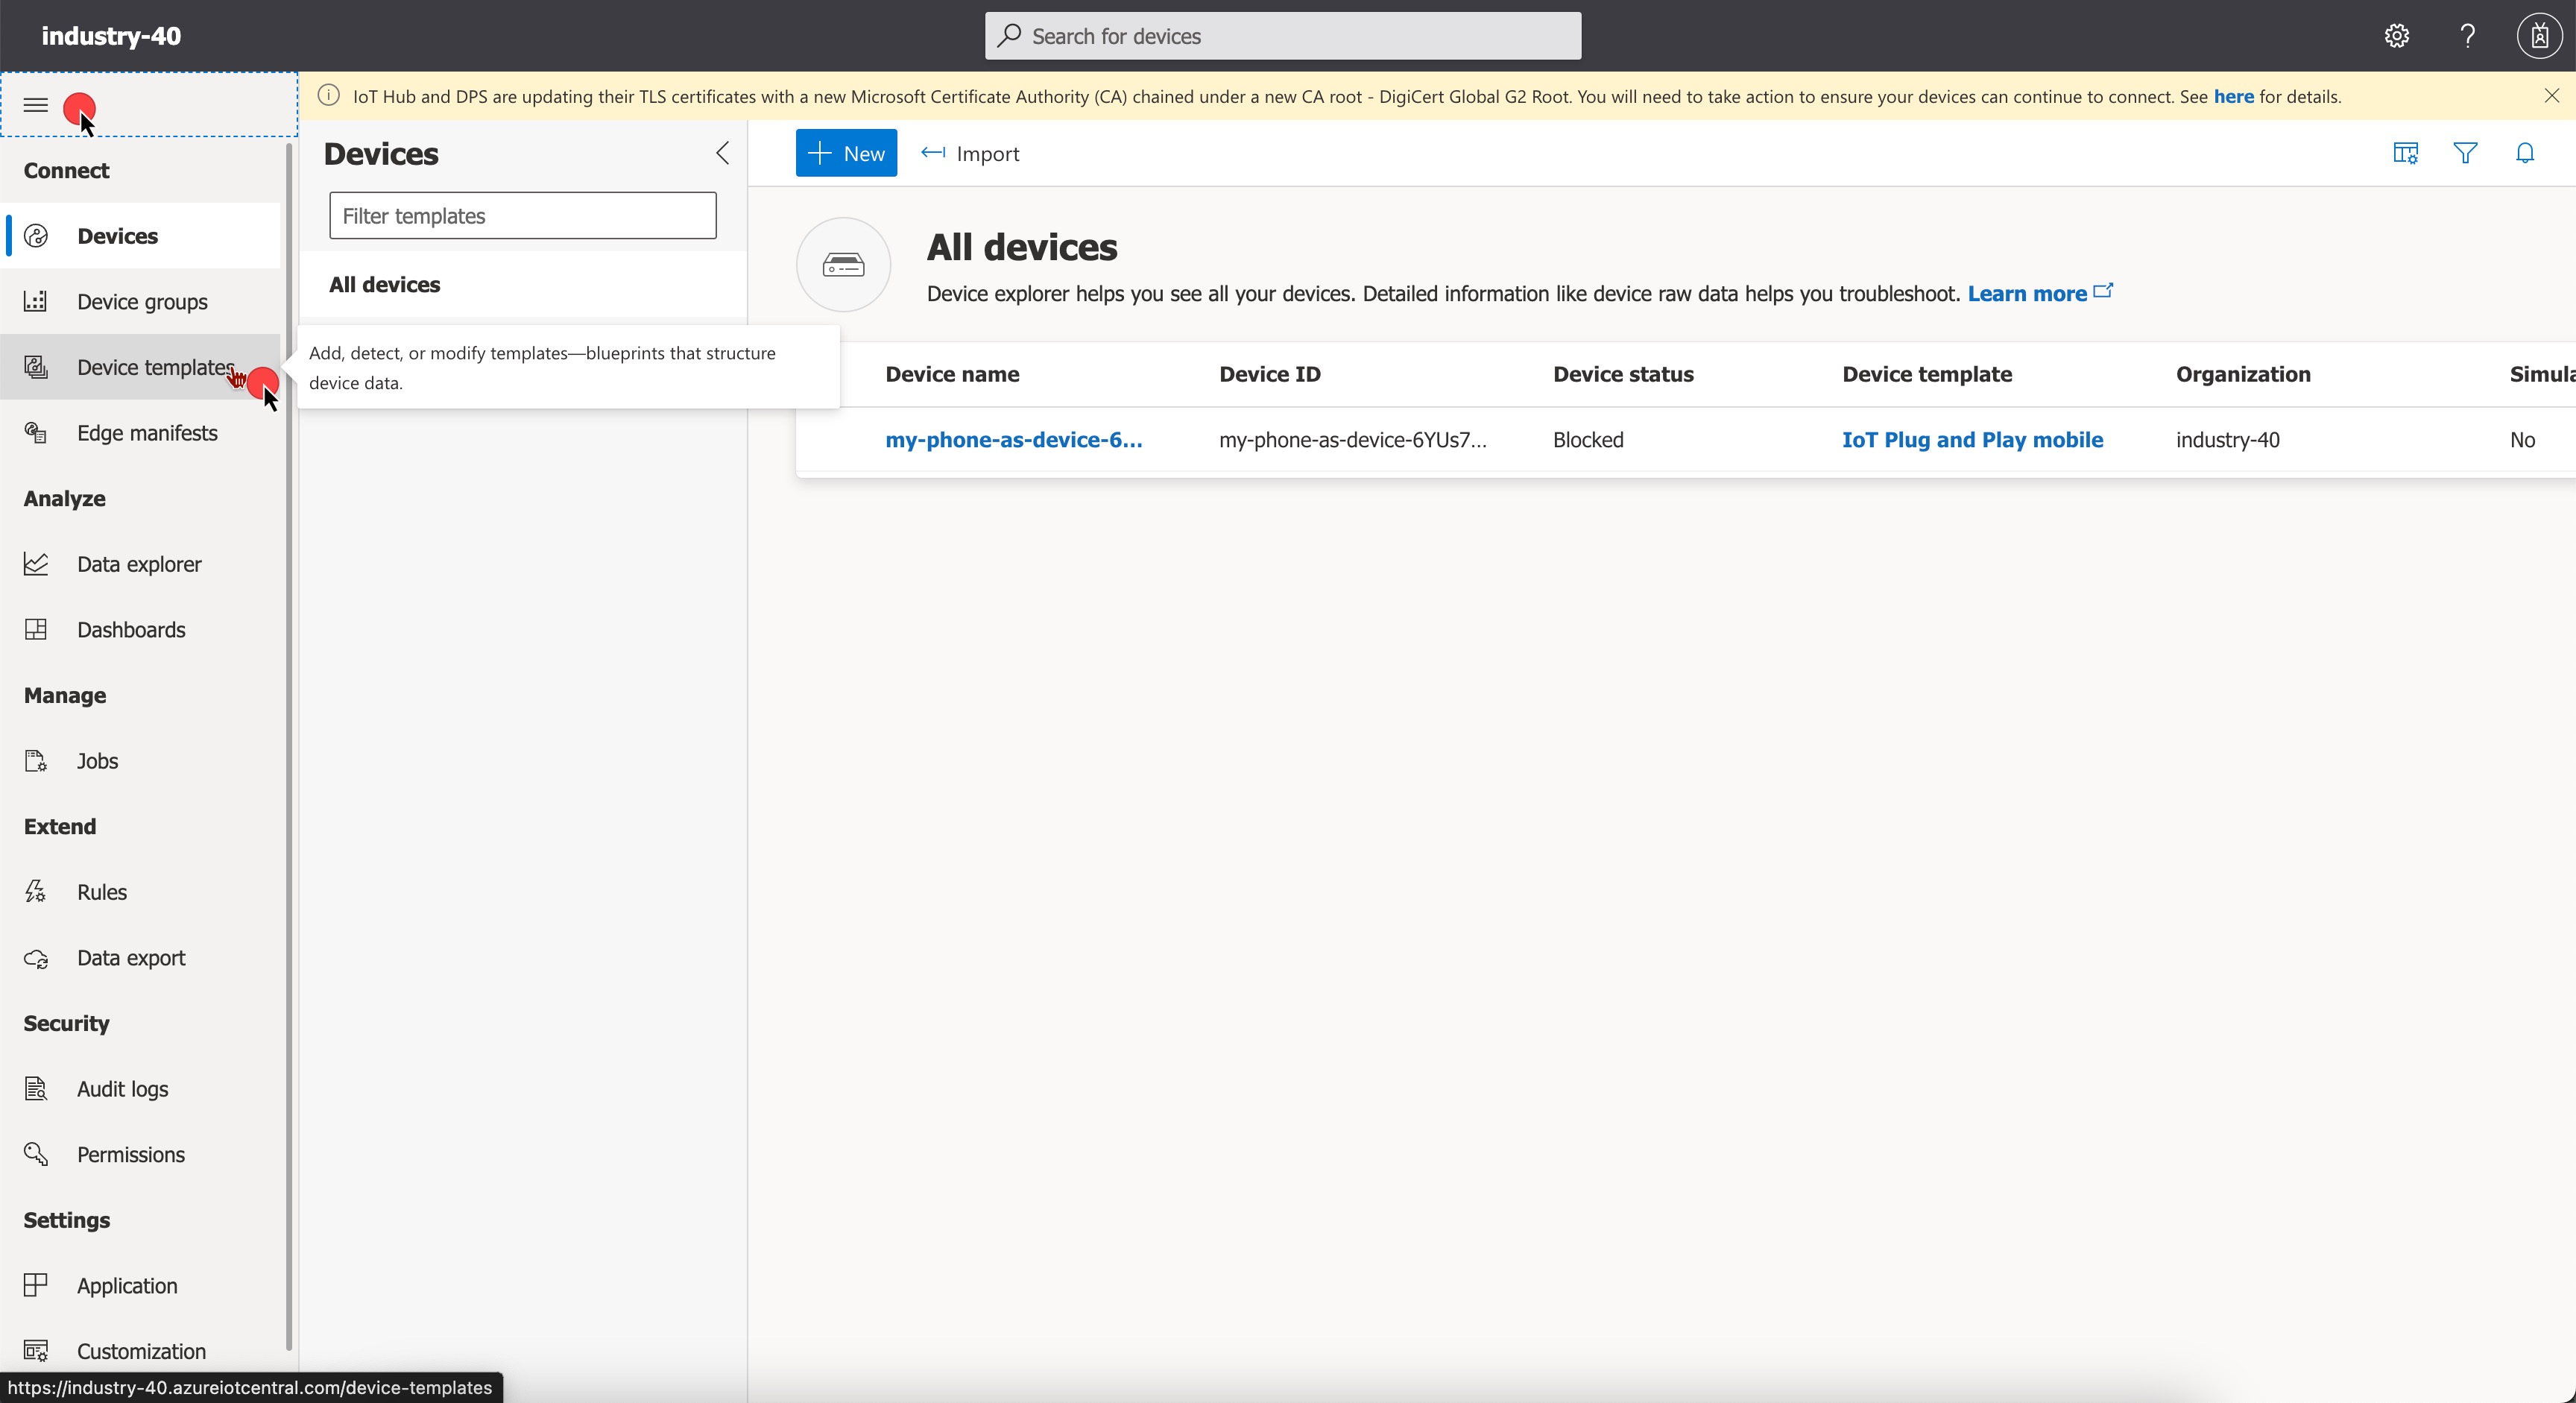 industry-40
Search for devices
IoT Hub and DPS are updating their TLS certificates with a new Microsoft Certificate Authority (CA) chained under a new CA root - DigiCert Global G2 Root. You will need to take action to ensure your devices can continue to connect. See here for details.
Connect
Devices
Device groups
Device templates
Edge manifests
Analyze
Data explorer
Dashboards
Manage
Jobs
Extend
Rules
Data export
Security
Audit logs
Permissions
Settings
Application
Customization
https://industry-40.azureiotcentral.com/device-templates
Devices
Filter templates
All devices
Add, detect, or modify templates—blueprints that structure
device data.
New
Import
All devices
Device explorer helps you see all your devices. Detailed information like device raw data helps you troubleshoot. Learn more
Device name Device ID Device status Device template Organization Simula
my-phone-as-device-6... my-phone-as-device-6YUs7... Blocked IoT Plug and Play mobile industry-40 No